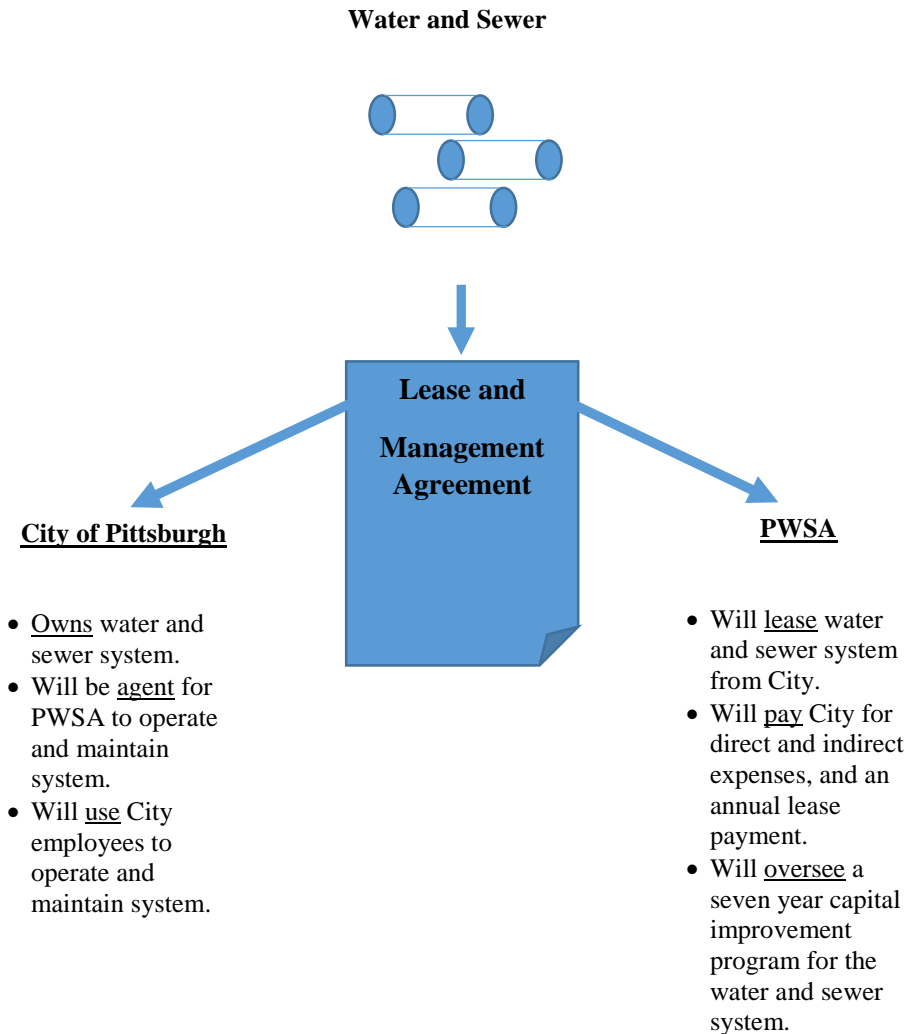 Water and Sewer
Lease and
Management
Agreement
City of Pittsburgh
• Owns water and
sewer system.
• Will be agent for
PWSA to operate
and maintain
system.
• Will use City
employees to
operate and
maintain system.
PWSA
• Will lease water
and sewer system
from City.
• Will pay City for
direct and indirect
expenses, and an
annual lease
payment.
• Will oversee a
seven year capital
improvement
program for the
water and sewer
system.